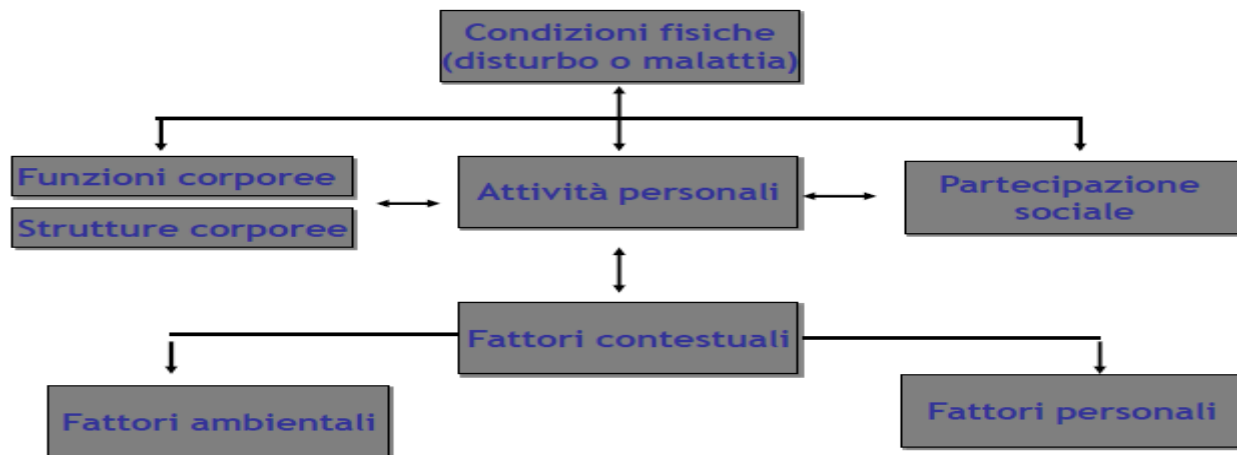 Condizioni fisiche
(disturbo o malattia)
Funzioni corporee
Strutture corporee
Attività personali
Partecipazione
sociale
Fattori contestuali
Fattori ambientali
Fattori personali